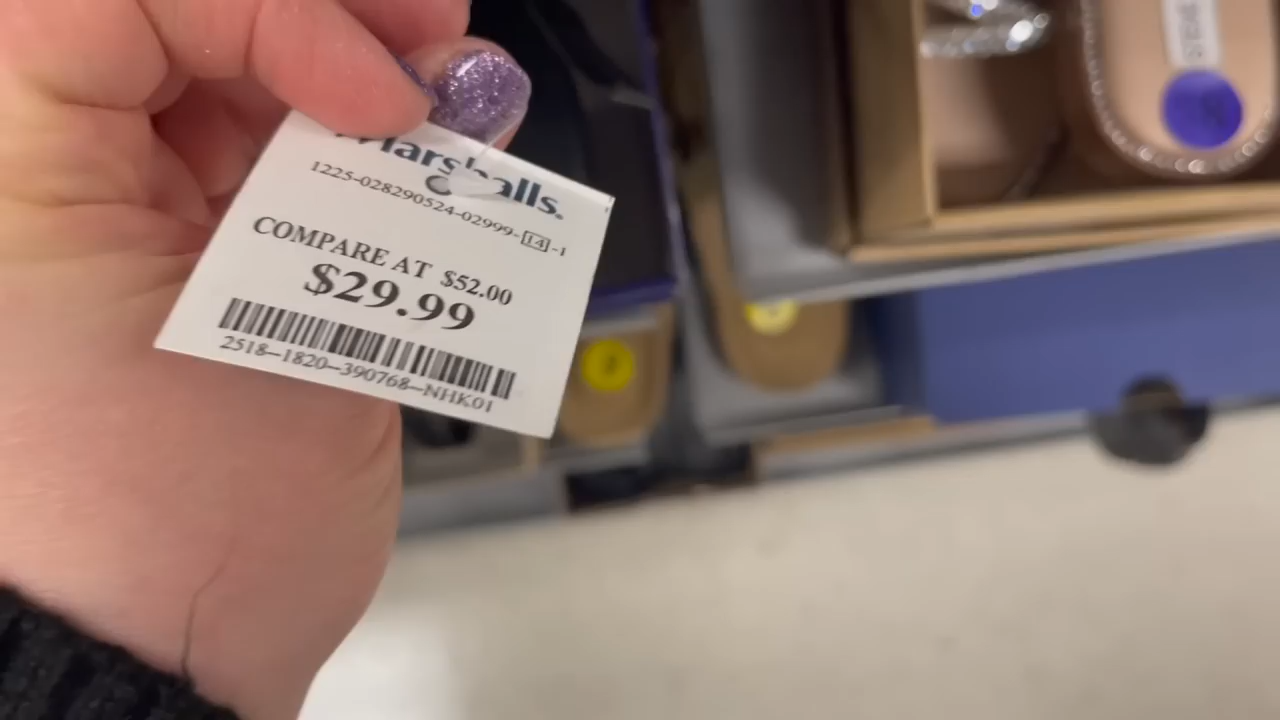 Marshalls.
1225-028290524-02999-14-1
COMPARE AT $52.00
$29.99
2518-1820-390768-NHK01